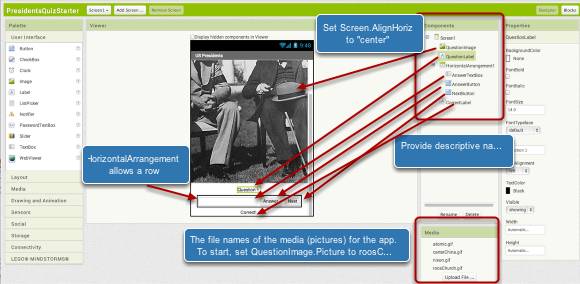 PresidentsQuizStarter
Screen1
Add Screen ...
Remove Screen
Designer
Blocks
Palette
User Interface
Button
CheckBox
Clock
Image
Label
ListPicker
Notifier
PasswordTextBox
Slider
TextBox
WebViewer
Layout
Media
Drawing and Animation
Sensors
Social
Storage
Connectivity
LEGO® MINDSTORMS®
Viewer
Display hidden components in Viewer
9:48
US Presidents
Question
Answer
Next
Correct
HorizontalArrangement
allows a row
Set Screen.AlignHoriz
to "center"
Provide descriptive na...
The file names of the media (pictures) for the app.
To start, set QuestionImage.Picture to roosC...
Components
Screen1
QuestionImage
QuestionLabel
HorizontalArrangement1
AnswerTextBox
AnswerButton
NextButton
CorrectLabel
Rename
Delete
Media
atomic.gif
carterChina.gif
nixon.gif
roosChurch.gif
Upload File ...
Properties
QuestionLabel
BackgroundColor
None
FontBold
FontItalic
FontSize
14.0
FontTypeface
default
TextColor
Black
Visible
showing
Width
Automatic...
Height
Automatic...